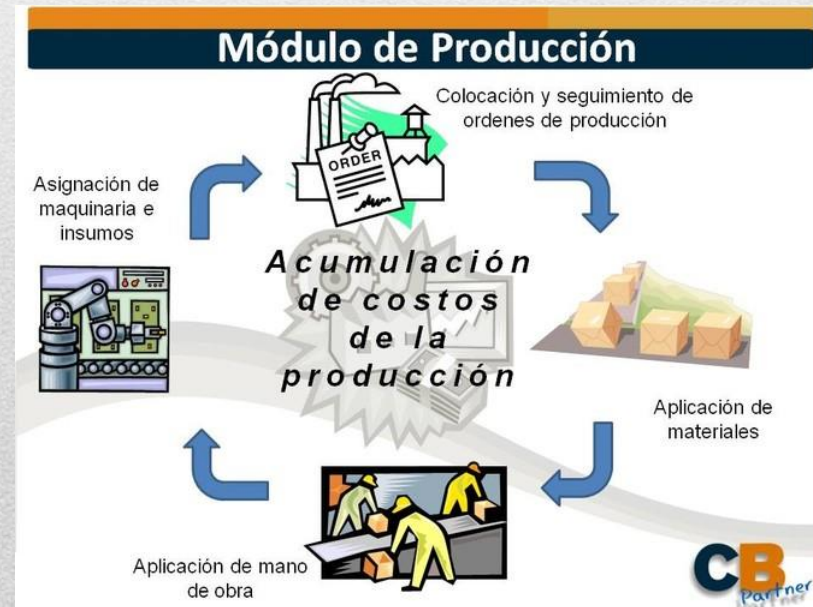 Módulo de Producción
Colocación y seguimiento de
ordenes de producción
ORDER
Asignación de
maquinaria e
insumos
Acumulación
de costos
de la
producción
Aplicación de
materiales
Aplicación de mano
de obra
CB
Partner